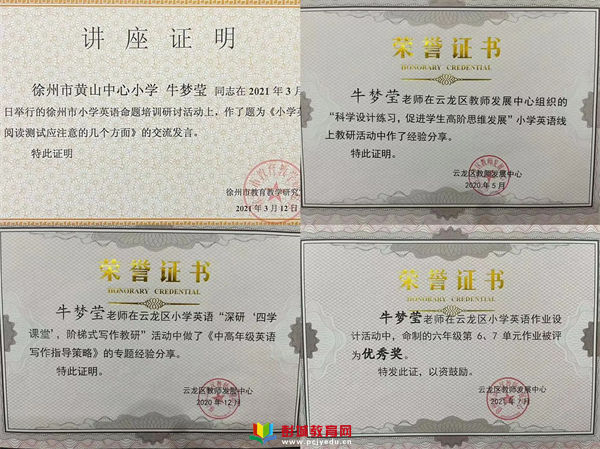 讲座证明
徐州市黄山中心小学 牛梦莹 同志在2021年3月
日举行的徐州市小学英语命题培训研讨活动上，作了题为《小学英
阅读测试应注意的几个方面》的交流发言。
特此证明
徐州市教育教学研究
2021年3月12日
荣誉证书
HONORARY CREDENTIAL
牛梦莹老师在云龙区教师发展中心组织的
“科学设计练习，促进学生高阶思维发展”小学英语线
上教研活动中作了经验分享。
特此证明。
云龙区教师发展中心
2020年5月
荣誉证书
HONORARY CREDENTIAL
牛梦莹老师在云龙区小学英语“深研‘四学
课堂’，阶梯式写作教研”活动中做了《中高年级英语
写作指导策略》的专题经验分享。
特此证明。
云龙区教师发展中心
2020年12月
荣誉证书
HONORARY CREDENTIAL
牛梦莹老师在云龙区小学英语作业设
计活动中，命制的六年级第6、7单元作业被评
为优秀奖。
特发此证，以资鼓励。
云龙区教师发展中心
2021年7月
彭城教育网
www.pcjyedu.cn